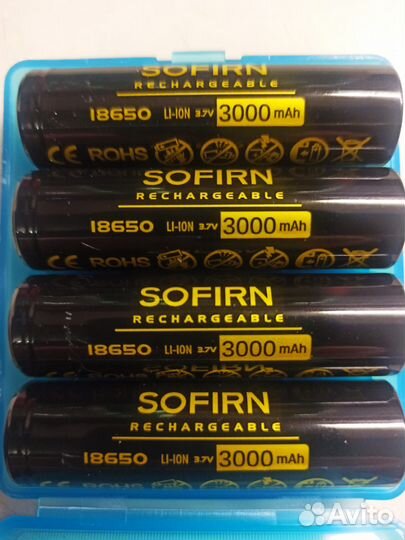 SOFIRN
RECHARGEABLE
18650 LI-ION 3.7V 3000 mAh
CE ROHS
SOFIRN
RECHARGEABLE
18650 LI-ION 3.7V 3000 mAh
CE ROHS
SOFIRN
RECHARGEABLE
18650 LI-ION 3.7V 3000 mAh
CE ROHS
SOFIRN
RECHARGEABLE
18650 LI-ION 3.7V 3000 mAh
Avito